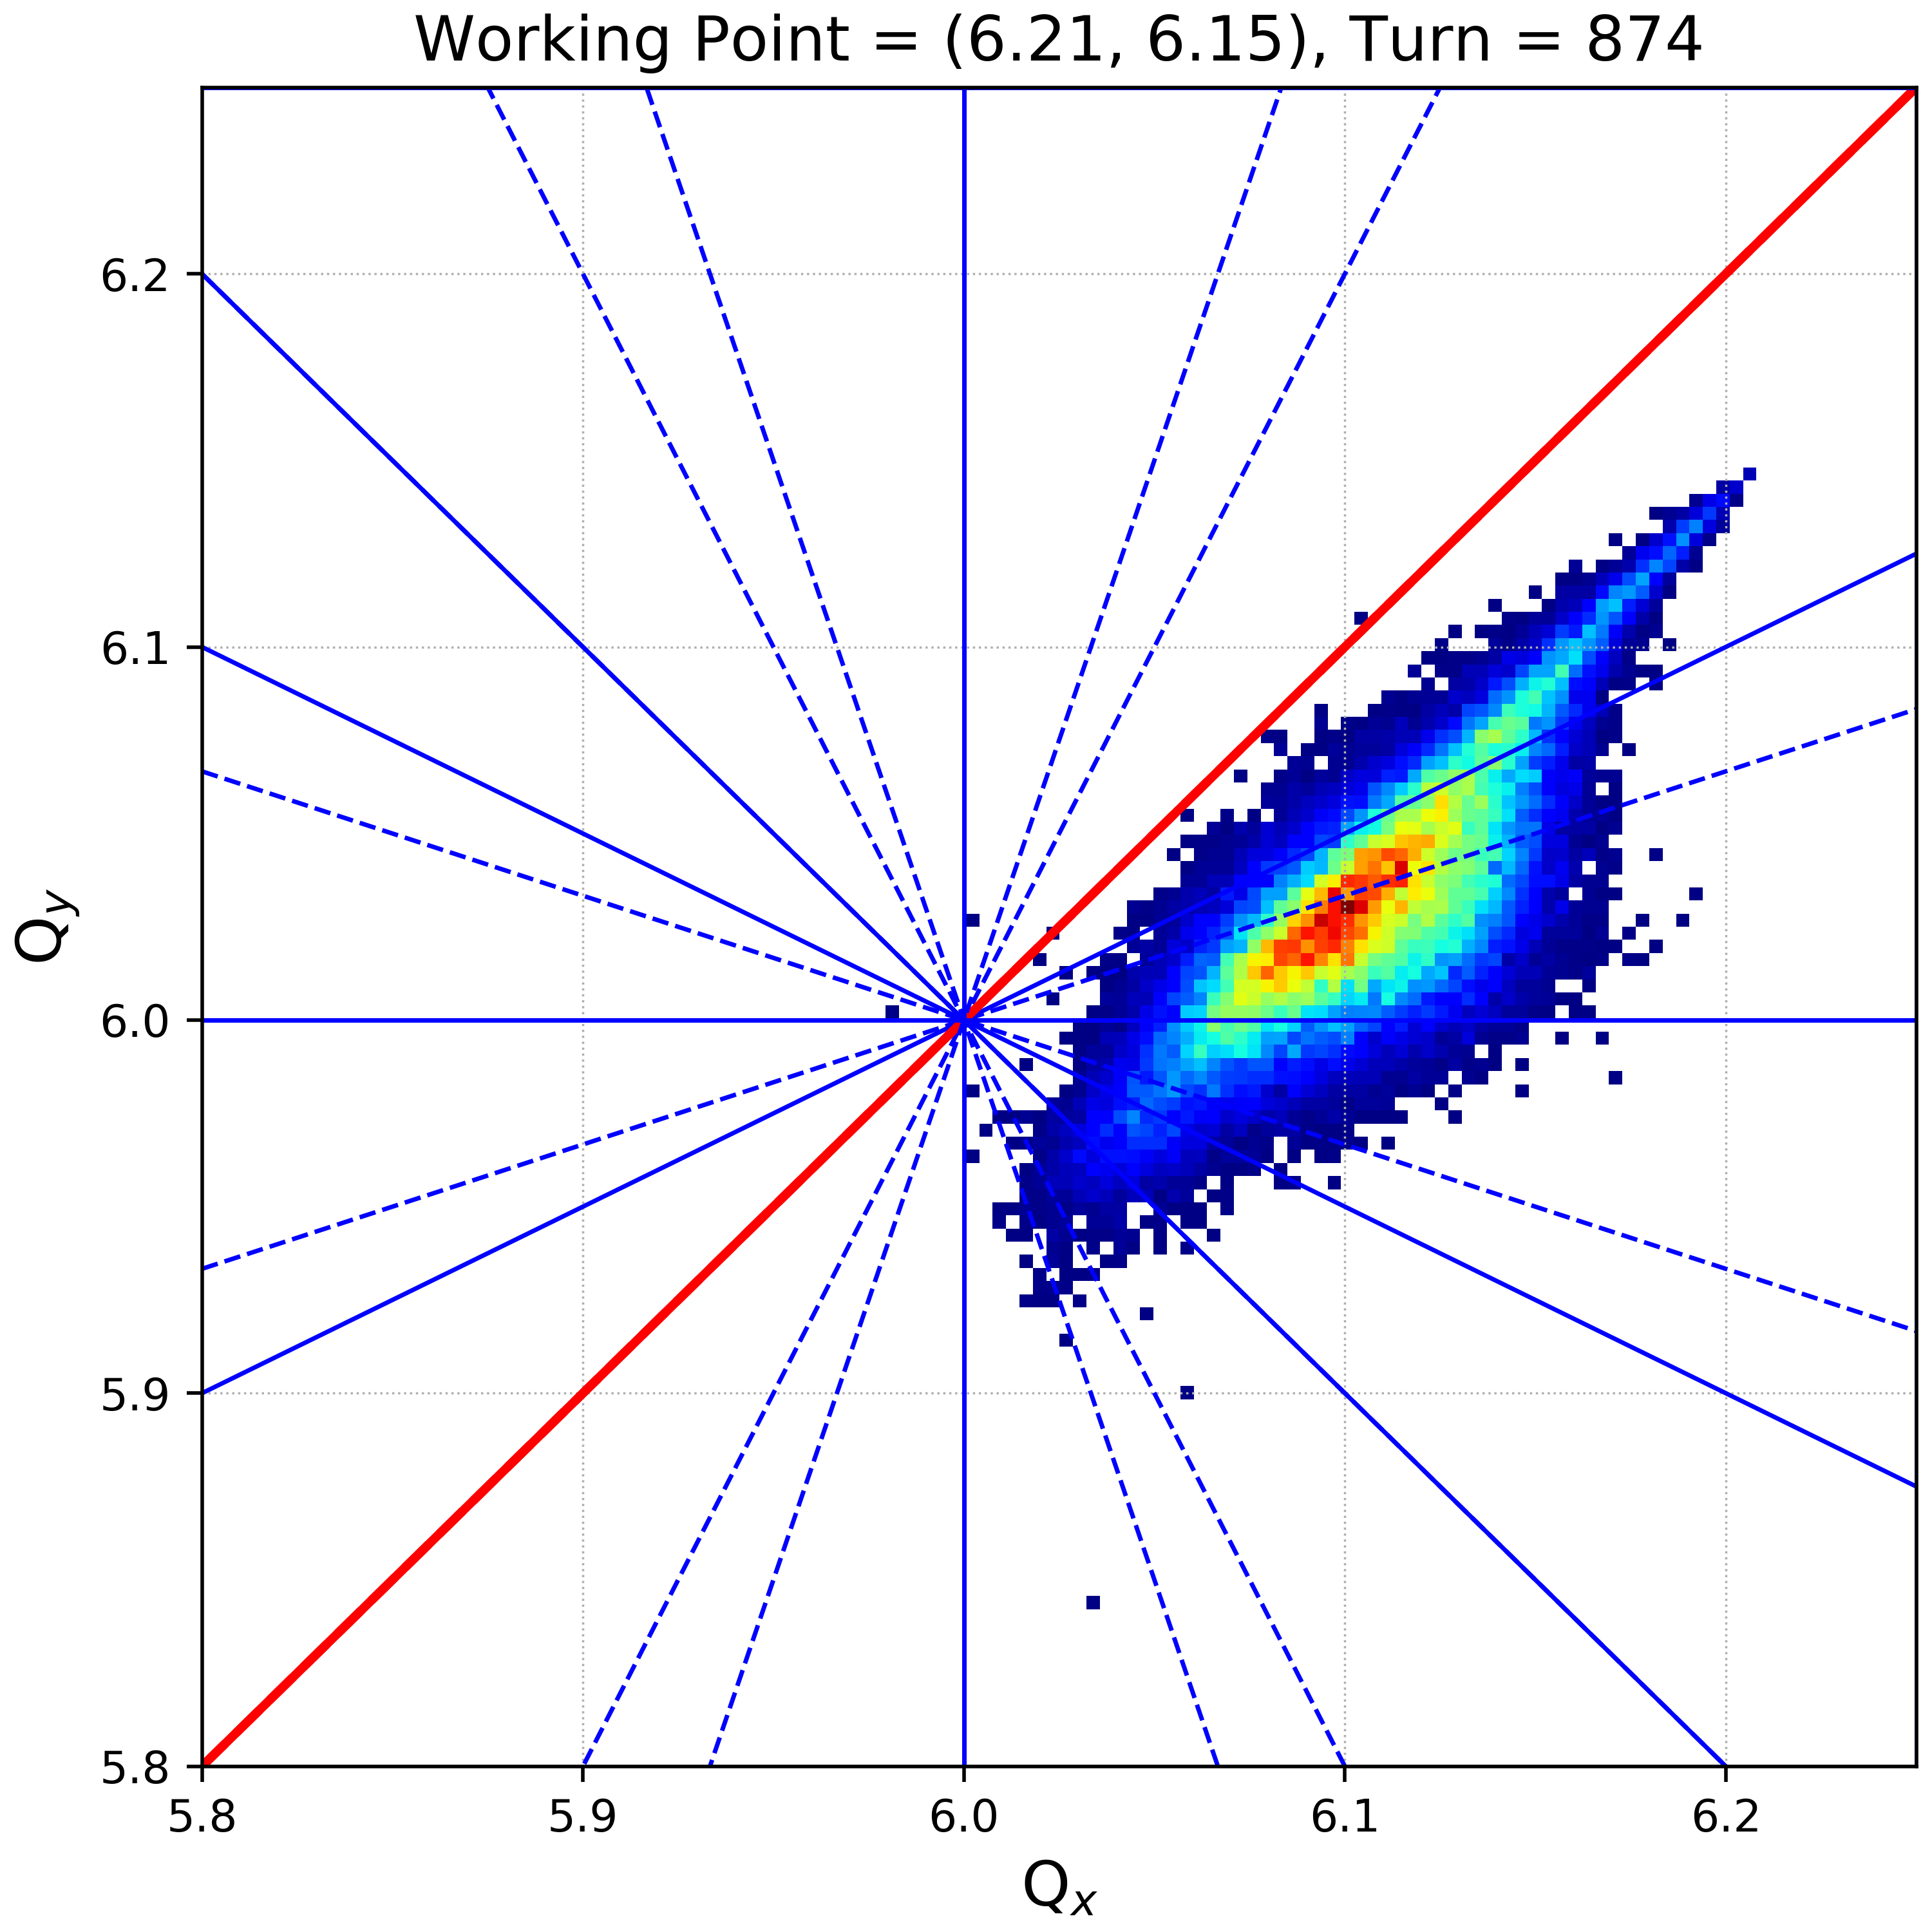 Working Point = (6.21, 6.15), Turn = 874
6.2
6.1
6.0
5.9
5.8
Qy
5.8 5.9 6.0 6.1 6.2
Qx